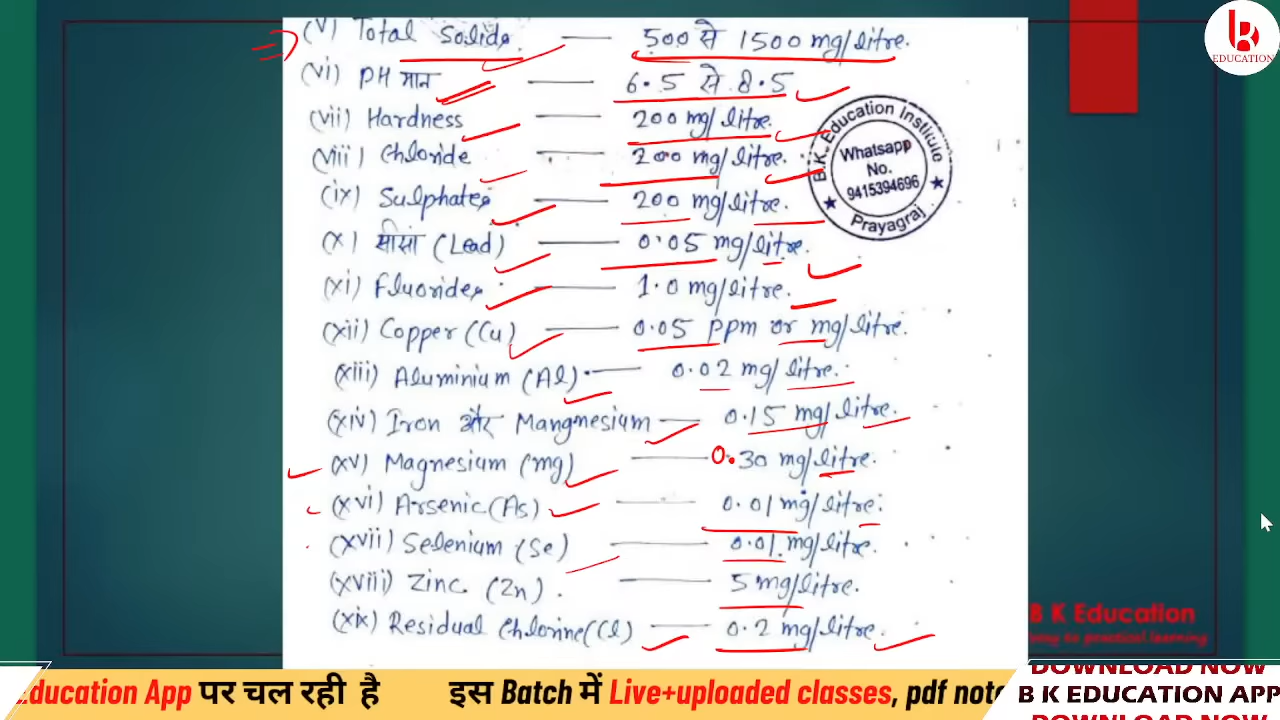 (v) Total Solids — 500 से 1500 mg/litre.
(vi) PH मान — 6.5 से 8.5
(vii) Hardness — 200 mg/litre.
(viii) Chloride — 200 mg/litre.
(ix) Sulphates — 200 mg/litre.
(x) सीसा (Lead) — 0.05 mg/litre.
(xi) Fluorides — 1.0 mg/litre.
(xii) Copper (Cu) — 0.05 ppm or mg/litre.
(xiii) Aluminium (Al) — 0.02 mg/litre.
(xiv) Iron और Mangnesium — 0.15 mg/litre.
(xv) Magnesium (mg) — 0.30 mg/litre.
(xvi) Arsenic (As) — 0.01 mg/litre.
(xvii) Selenium (Se) — 0.01 mg/litre.
(xviii) Zinc (Zn). — 5 mg/litre.
(xix) Residual Chlorine (Cl) — 0.2 mg/litre.
B.K. Education Institute
Whatsapp
No.
9415394696
Prayagraj
EDUCATION
B K Education
Easy to practical learning
Education App पर चल रही है इस Batch में Live+uploaded classes, pdf note
DOWNLOAD NOW
B K EDUCATION APP
DOWNLOAD NOW